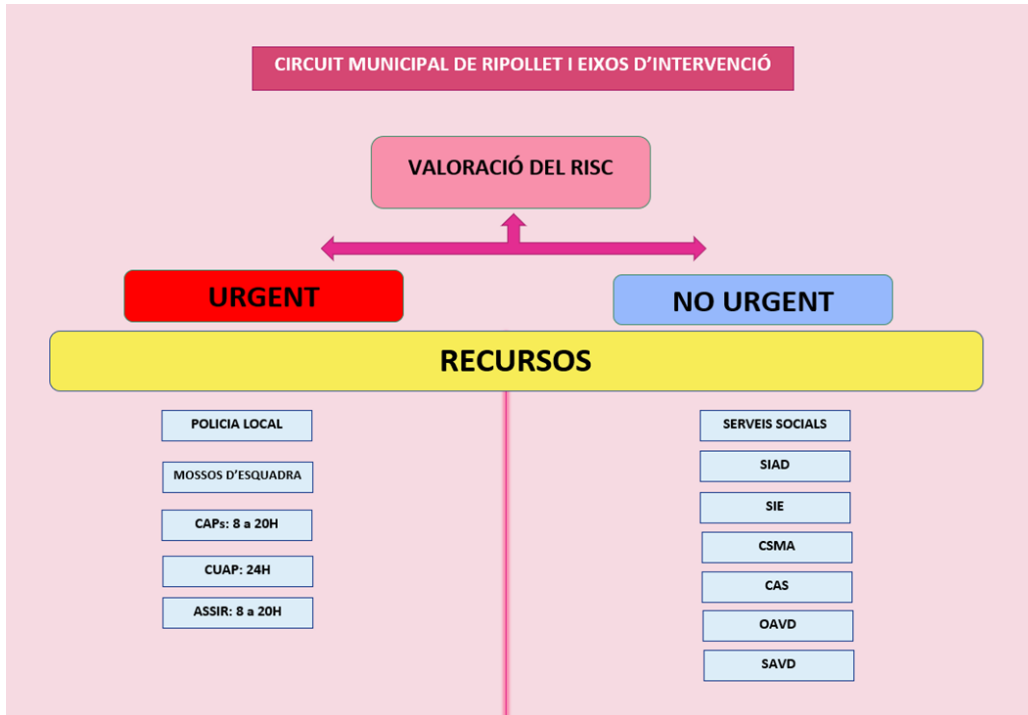 CIRCUIT MUNICIPAL DE RIPOLLET I EIXOS D'INTERVENCIÓ
VALORACIÓ DEL RISC
URGENT
NO URGENT
RECURSOS
POLICIA LOCAL
MOSSOS D'ESQUADRA
CAPs: 8 a 20H
CUAP: 24H
ASSIR: 8 a 20H
SERVEIS SOCIALS
SIAD
SIE
CSMA
CAS
OAVD
SAVD